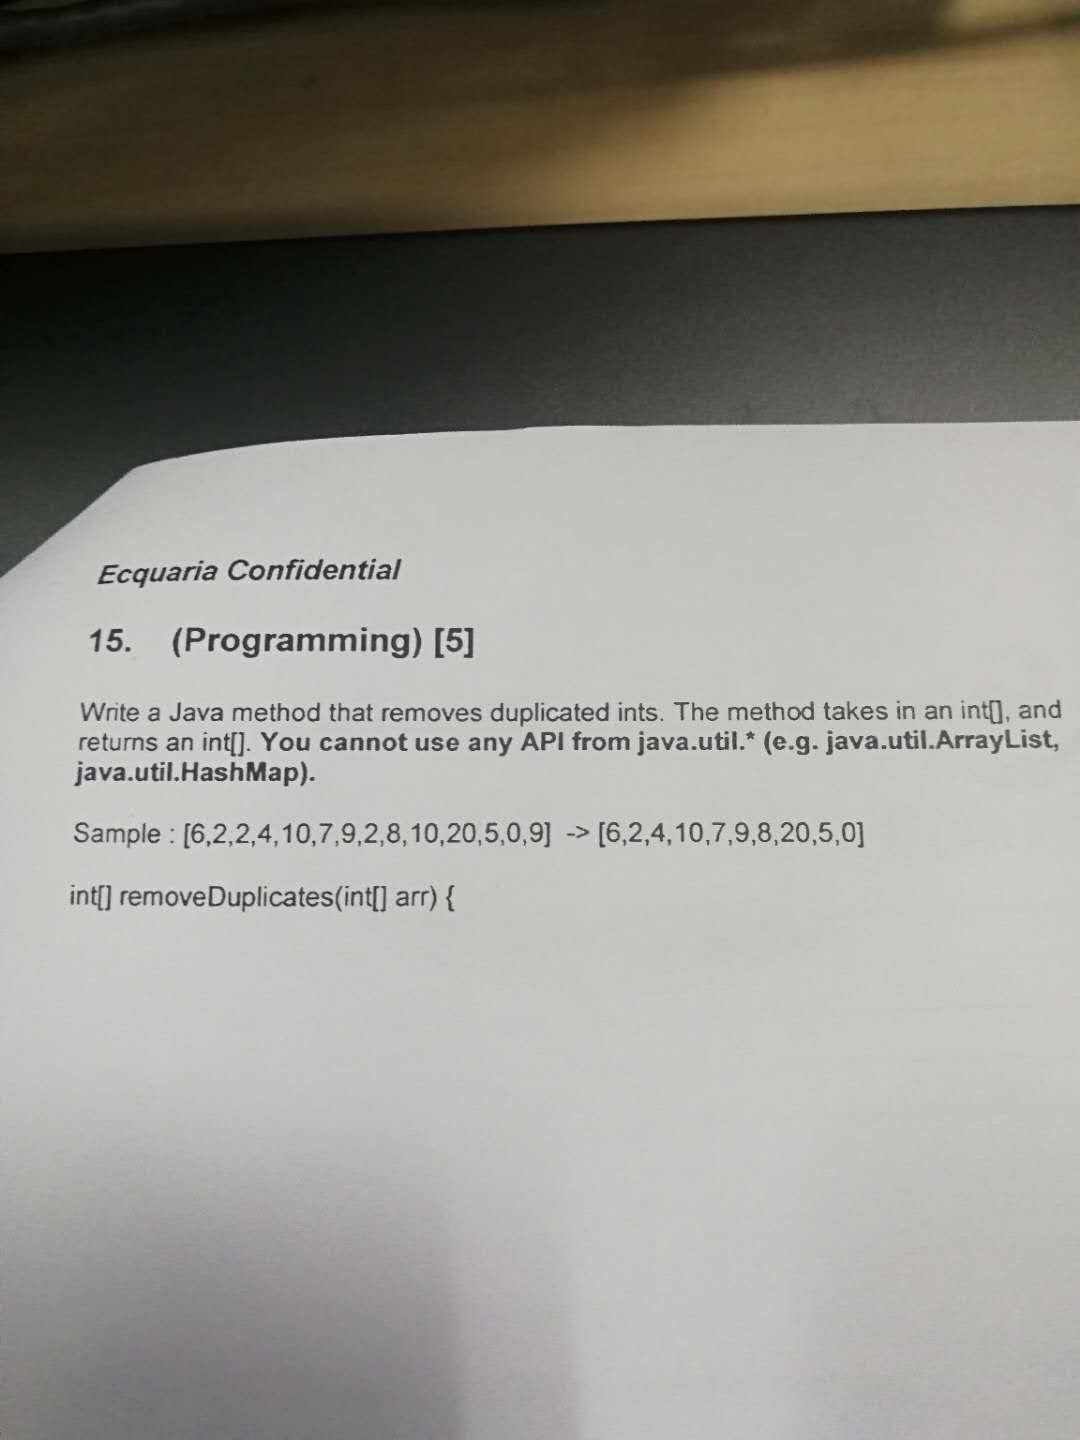 Ecquaria Confidential
15. (Programming) [5]
Write a Java method that removes duplicated ints. The method takes in an int[], and
returns an int[]. You cannot use any API from java.util.* (e.g. java.util.ArrayList,
java.util.HashMap).
Sample : [6,2,2,4,10,7,9,2,8,10,20,5,0,9] -> [6,2,4,10,7,9,8,20,5,0]
int[] removeDuplicates(int[] arr) {